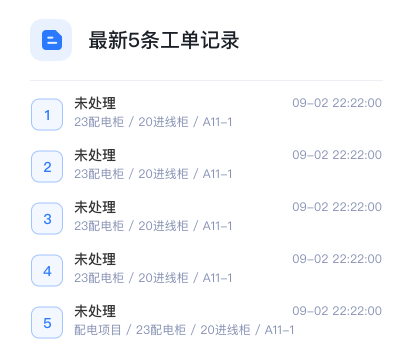 最新5条工单记录
1 未处理 09-02 22:22:00
23配电柜 / 20进线柜 / A11-1
2 未处理 09-02 22:22:00
23配电柜 / 20进线柜 / A11-1
3 未处理 09-02 22:22:00
23配电柜 / 20进线柜 / A11-1
4 未处理 09-02 22:22:00
23配电柜 / 20进线柜 / A11-1
5 未处理 09-02 22:22:00
配电项目 / 23配电柜 / 20进线柜 / A11-1